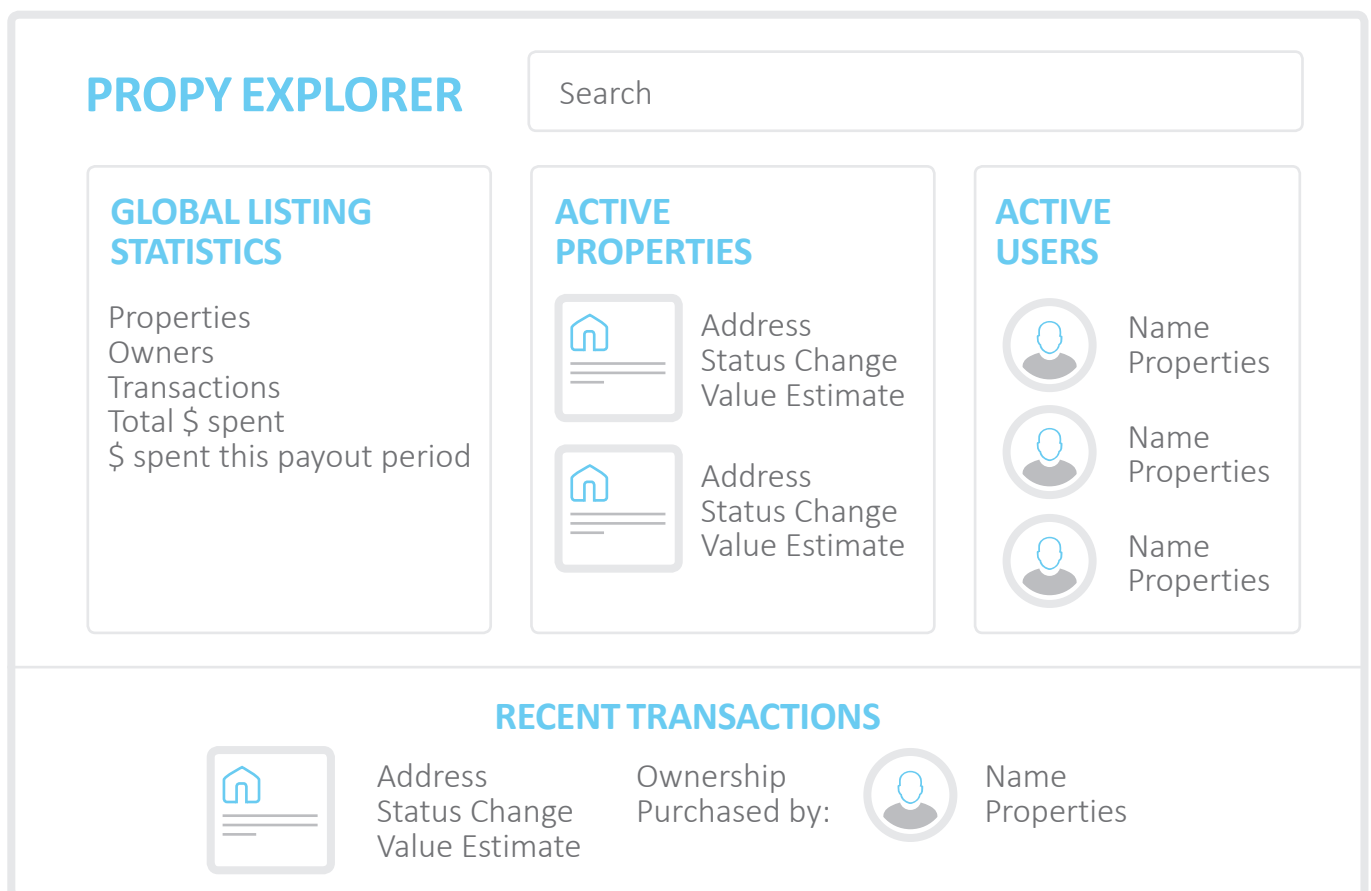 PROPY EXPLORER
Search
GLOBAL LISTING
STATISTICS
Properties
Owners
Transactions
Total $ spent
$ spent this payout period
ACTIVE
PROPERTIES
Address
Status Change
Value Estimate
Address
Status Change
Value Estimate
ACTIVE
USERS
Name
Properties
Name
Properties
Name
Properties
RECENT TRANSACTIONS
Address
Status Change
Value Estimate
Ownership
Purchased by:
Name
Properties